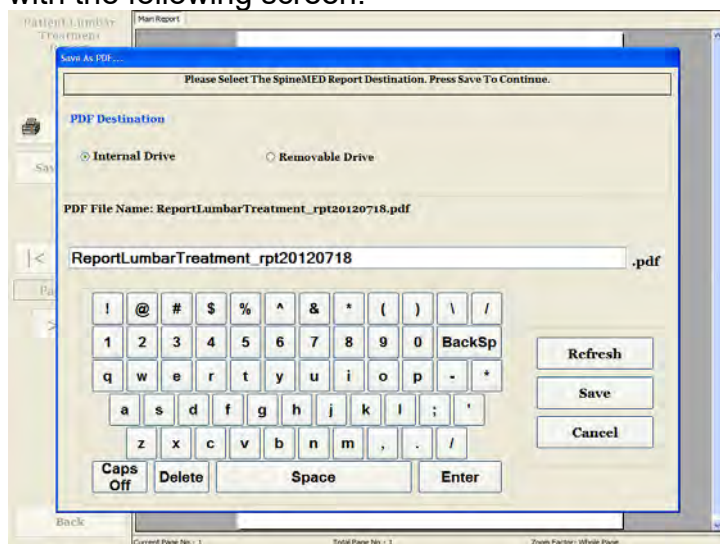 with the following screen.
Patient Lumbar
Treatment
Main Report
Save As PDF...
Please Select The SpineMED Report Destination. Press Save To Continue.
PDF Destination
Internal Drive Removable Drive
Sav
PDF File Name: ReportLumbarTreatment_rpt20120718.pdf
|<
ReportLumbarTreatment_rpt20120718 .pdf
Pa
>
! @ # $ % ^ & * ( ) \ /
1 2 3 4 5 6 7 8 9 0 BackSp
Refresh
q w e r t y u i o p - *
Save
a s d f g h j k l ; '
Cancel
z x c v b n m , . /
Caps Off Delete Space Enter
Back
Current Page No.: 1 Total Page No.: 1 Zoom Factor: Whole Page